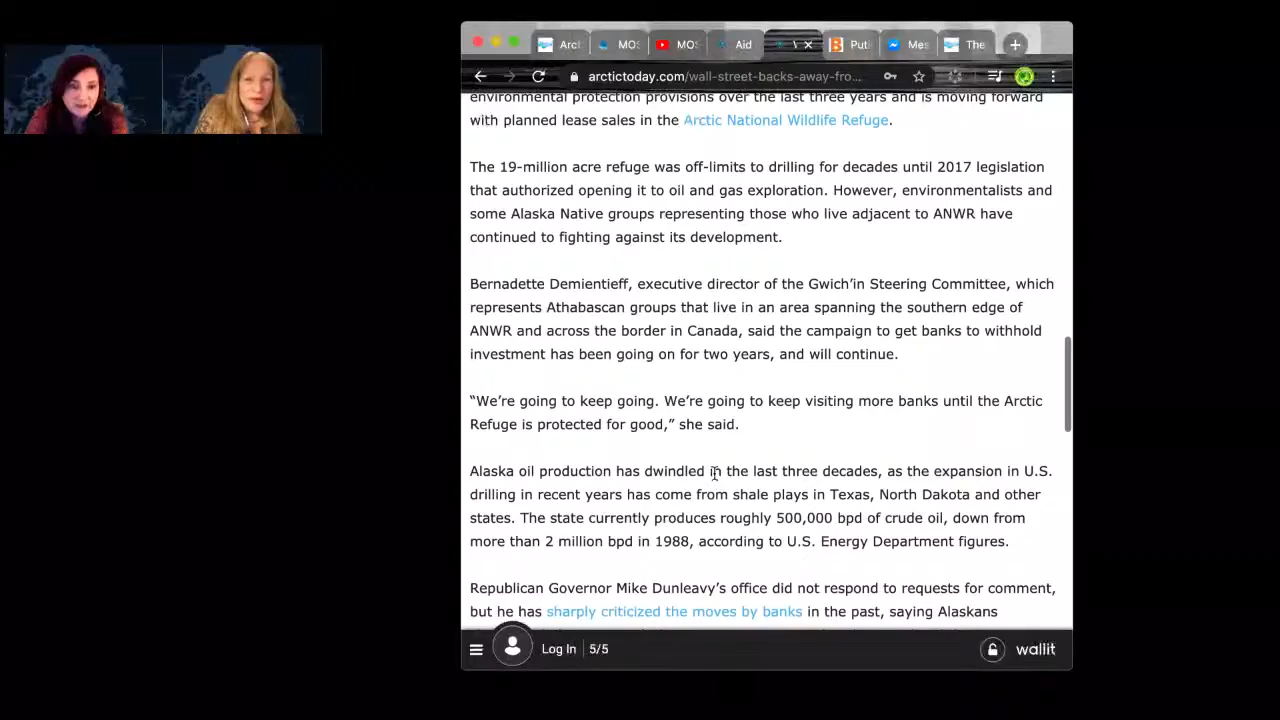 Arc
MOS
MOS
Aid
Put
Mes
The
arctictoday.com/wall-street-backs-away-fro...
environmental protection provisions over the last three years and is moving forward
with planned lease sales in the Arctic National Wildlife Refuge.
The 19-million acre refuge was off-limits to drilling for decades until 2017 legislation
that authorized opening it to oil and gas exploration. However, environmentalists and
some Alaska Native groups representing those who live adjacent to ANWR have
continued to fighting against its development.
Bernadette Demientieff, executive director of the Gwich’in Steering Committee, which
represents Athabascan groups that live in an area spanning the southern edge of
ANWR and across the border in Canada, said the campaign to get banks to withhold
investment has been going on for two years, and will continue.
“We’re going to keep going. We’re going to keep visiting more banks until the Arctic
Refuge is protected for good,” she said.
Alaska oil production has dwindled in the last three decades, as the expansion in U.S.
drilling in recent years has come from shale plays in Texas, North Dakota and other
states. The state currently produces roughly 500,000 bpd of crude oil, down from
more than 2 million bpd in 1988, according to U.S. Energy Department figures.
Republican Governor Mike Dunleavy’s office did not respond to requests for comment,
but he has sharply criticized the moves by banks in the past, saying Alaskans
Log In 5/5
wallit